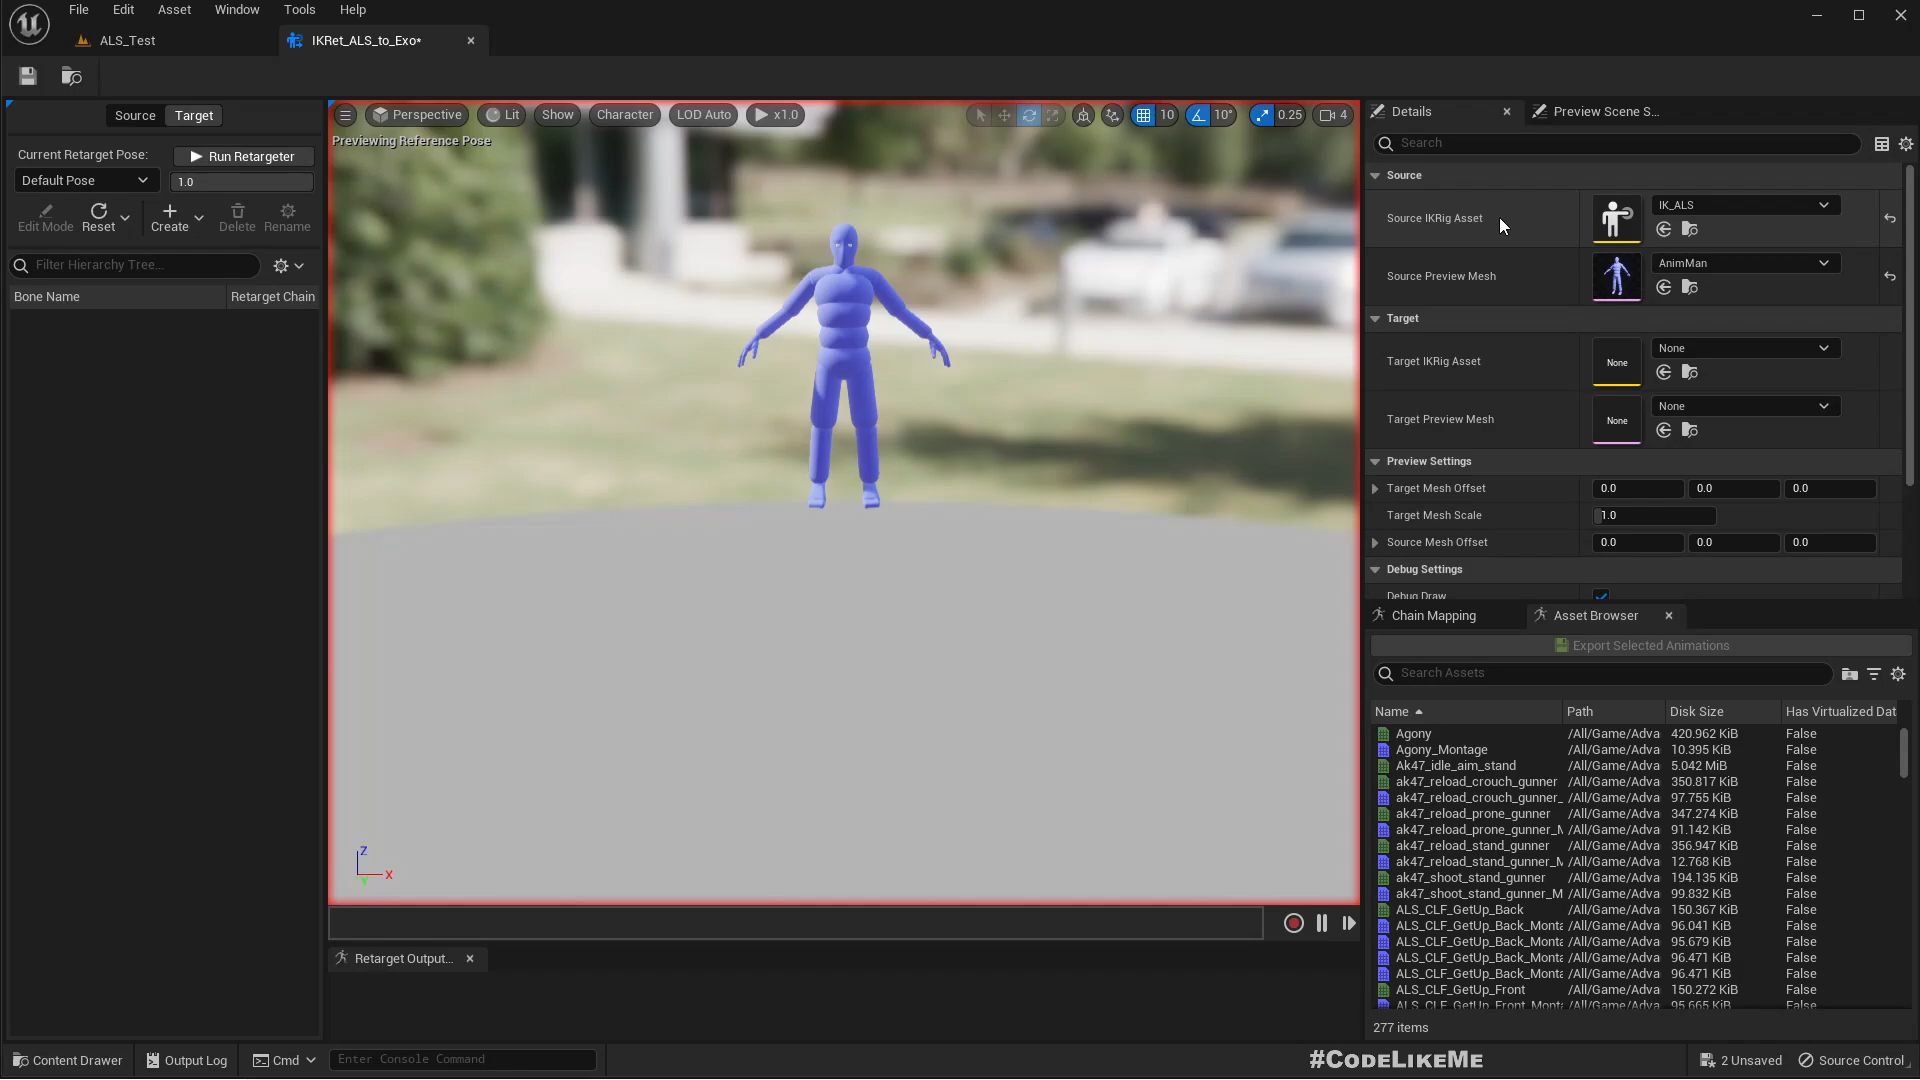 File Edit Asset Window Tools Help
ALS_Test
IKRet_ALS_to_Exo*
Source Target
Current Retarget Pose:
Run Retargeter
Default Pose
1.0
Edit Mode Reset Create Delete Rename
Filter Hierarchy Tree...
Bone Name Retarget Chain
Perspective Lit Show Character LOD Auto x1.0 10 10° 0.25 4
Previewing Reference Pose
Z
X
Y
Retarget Output...
Details Preview Scene S...
Search
Source
Source IKRig Asset IK_ALS
Source Preview Mesh AnimMan
Target
Target IKRig Asset None None
Target Preview Mesh None None
Preview Settings
Target Mesh Offset 0.0 0.0 0.0
Target Mesh Scale 1.0
Source Mesh Offset 0.0 0.0 0.0
Debug Settings
Debug Draw
Chain Mapping Asset Browser
Export Selected Animations
Search Assets
Name Path Disk Size Has Virtualized Dat
Agony /All/Game/Adva 420.962 KiB False
Agony_Montage /All/Game/Adva 10.395 KiB False
Ak47_idle_aim_stand /All/Game/Adva 5.042 MiB False
ak47_reload_crouch_gunner /All/Game/Adva 350.817 KiB False
ak47_reload_crouch_gunner_ /All/Game/Adva 97.755 KiB False
ak47_reload_prone_gunner /All/Game/Adva 347.274 KiB False
ak47_reload_prone_gunner_M /All/Game/Adva 91.142 KiB False
ak47_reload_stand_gunner /All/Game/Adva 356.947 KiB False
ak47_reload_stand_gunner_M /All/Game/Adva 12.768 KiB False
ak47_shoot_stand_gunner /All/Game/Adva 194.135 KiB False
ak47_shoot_stand_gunner_M /All/Game/Adva 99.832 KiB False
ALS_CLF_GetUp_Back /All/Game/Adva 150.367 KiB False
ALS_CLF_GetUp_Back_Monta /All/Game/Adva 96.041 KiB False
ALS_CLF_GetUp_Back_Monta /All/Game/Adva 95.679 KiB False
ALS_CLF_GetUp_Back_Monta /All/Game/Adva 96.471 KiB False
ALS_CLF_GetUp_Back_Monta /All/Game/Adva 96.471 KiB False
ALS_CLF_GetUp_Front /All/Game/Adva 150.272 KiB False
ALS_CLF_GetUp_Front_Monta /All/Game/Adva 95.665 KiB False
277 items
Content Drawer Output Log Cmd Enter Console Command
#CodeLikeMe
2 Unsaved Source Control